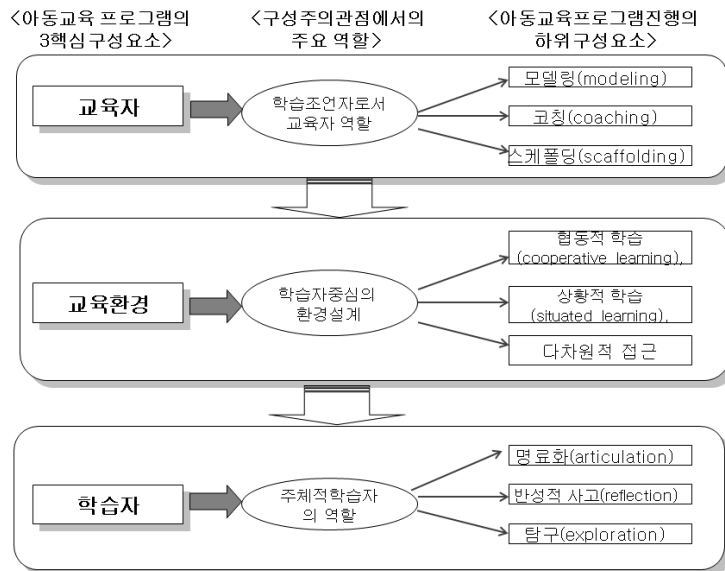 <아동교육 프로그램의
3핵심 구성요소>
<구성주의관점에서의
주요 역할>
<아동교육프로그램진행의
하위구성요소>
교육자
학습조언자로서
교육자 역할
모델링(modeling)
코칭(coaching)
스케폴딩(scaffolding)
교육환경
학습자중심의
환경설계
협동적 학습
(cooperative learning),
상황적 학습
(situated learning),
다차원적 접근
학습자
주체적학습자
의 역할
명료화(articulation)
반성적 사고(reflection)
탐구(exploration)